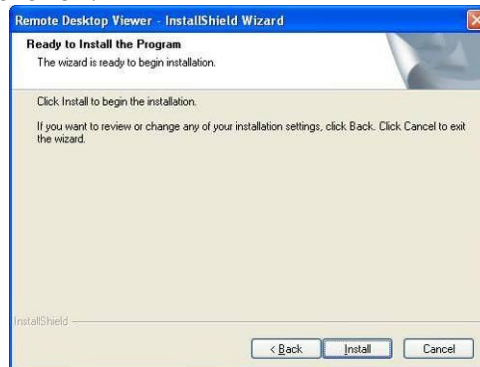 Remote Desktop Viewer - InstallShield Wizard
Ready to Install the Program
The wizard is ready to begin installation.
Click Install to begin the installation.
If you want to review or change any of your installation settings, click Back. Click Cancel to exit
the wizard.
InstallShield
< Back Install Cancel